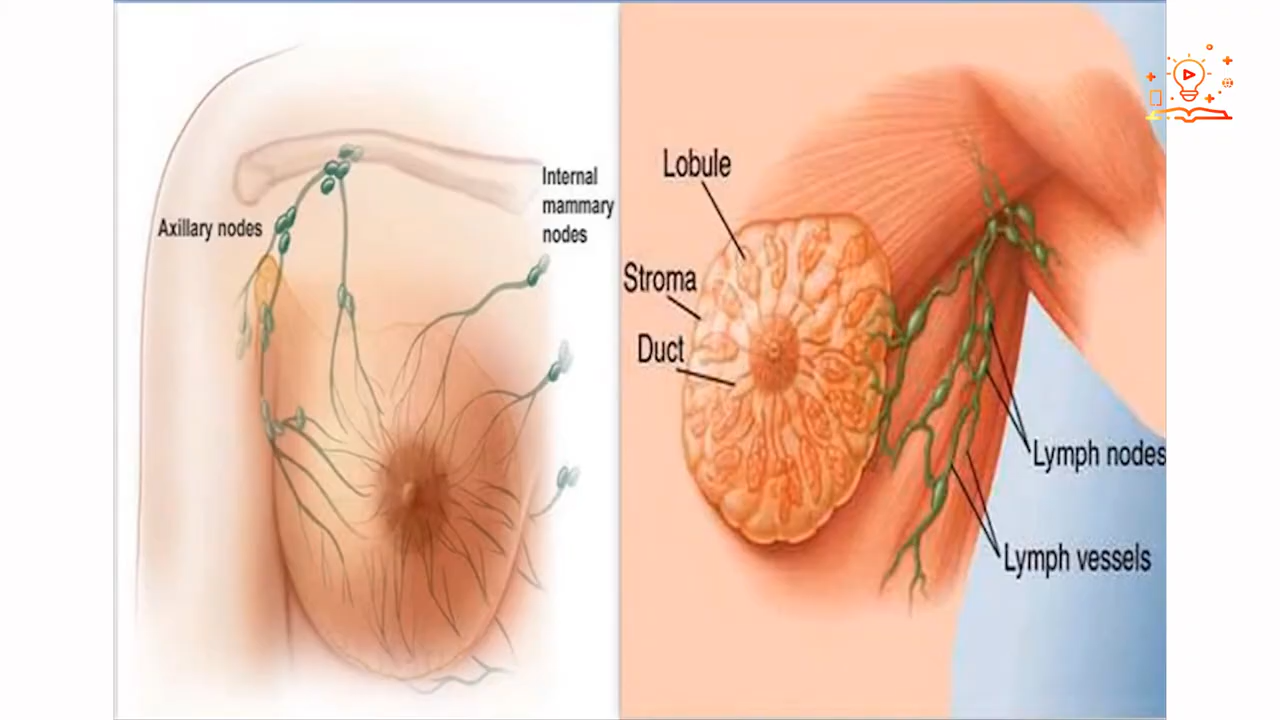 Axillary nodes
Internal
mammary
nodes
Lobule
Stroma
Duct
Lymph nodes
Lymph vessels